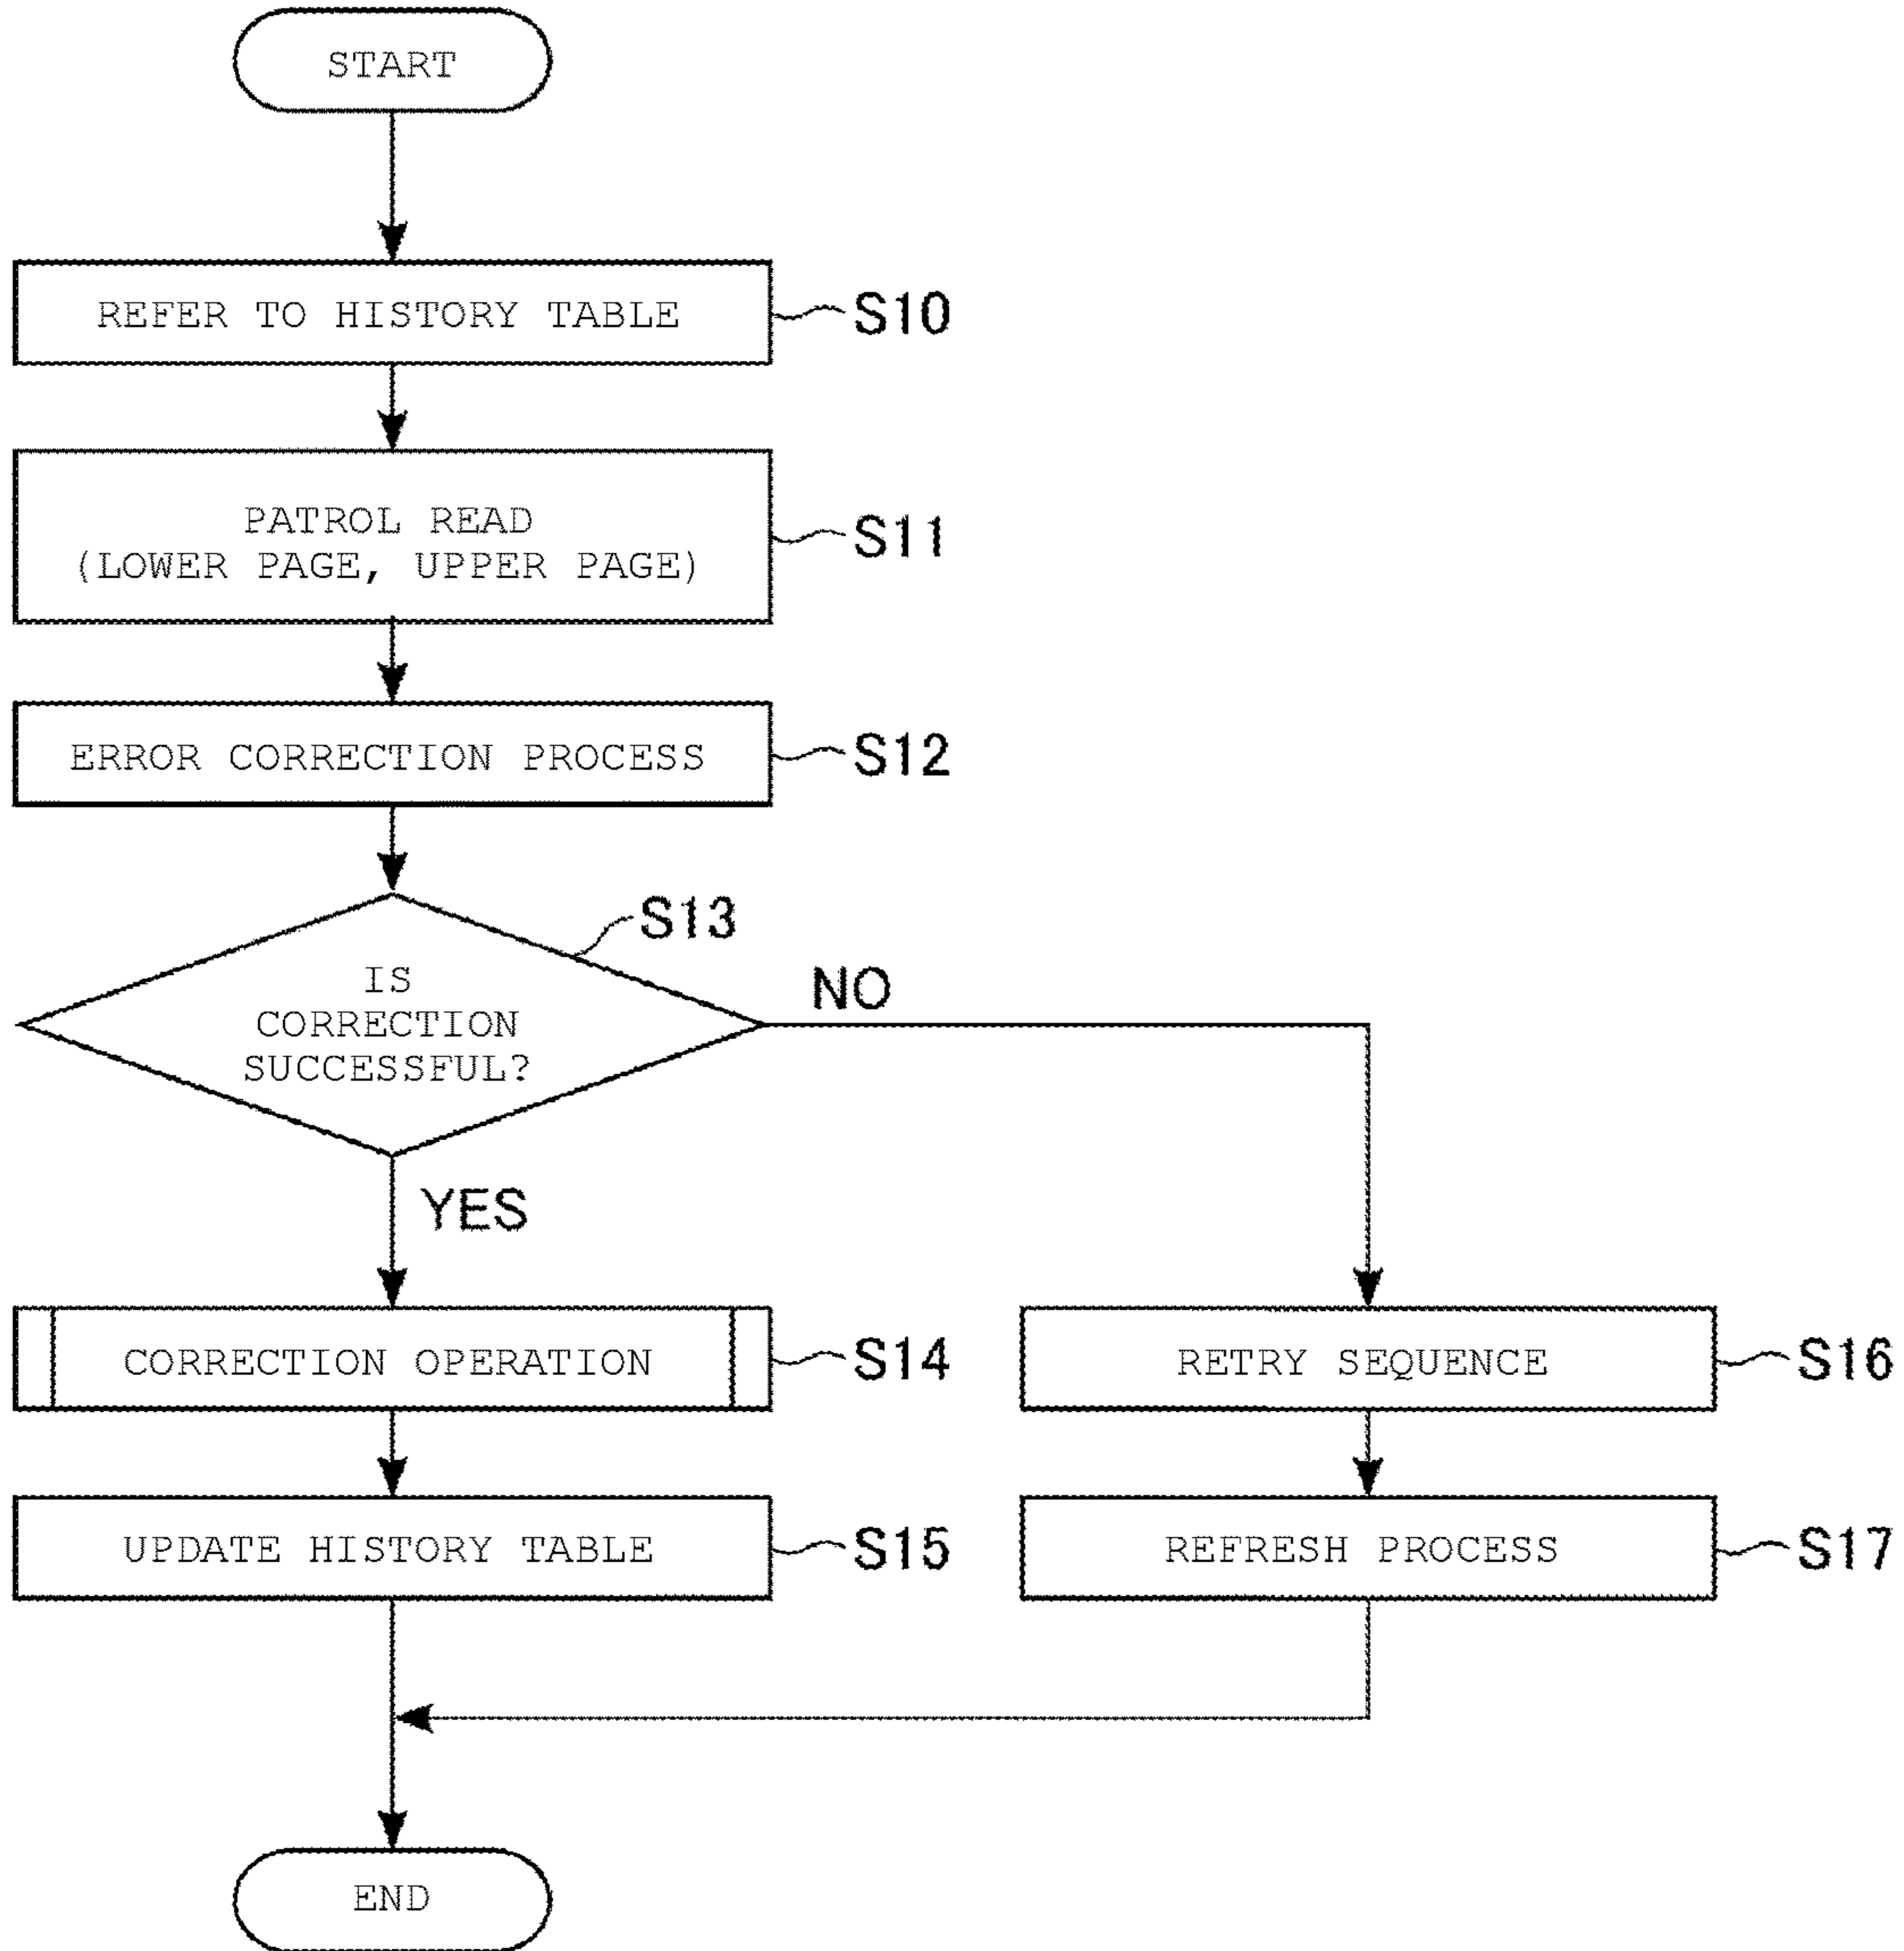 START
REFER TO HISTORY TABLE
S10
PATROL READ
(LOWER PAGE, UPPER PAGE)
S11
ERROR CORRECTION PROCESS
S12
S13
IS
CORRECTION
SUCCESSFUL?
NO
YES
CORRECTION OPERATION
S14
RETRY SEQUENCE
S16
UPDATE HISTORY TABLE
S15
REFRESH PROCESS
S17
END